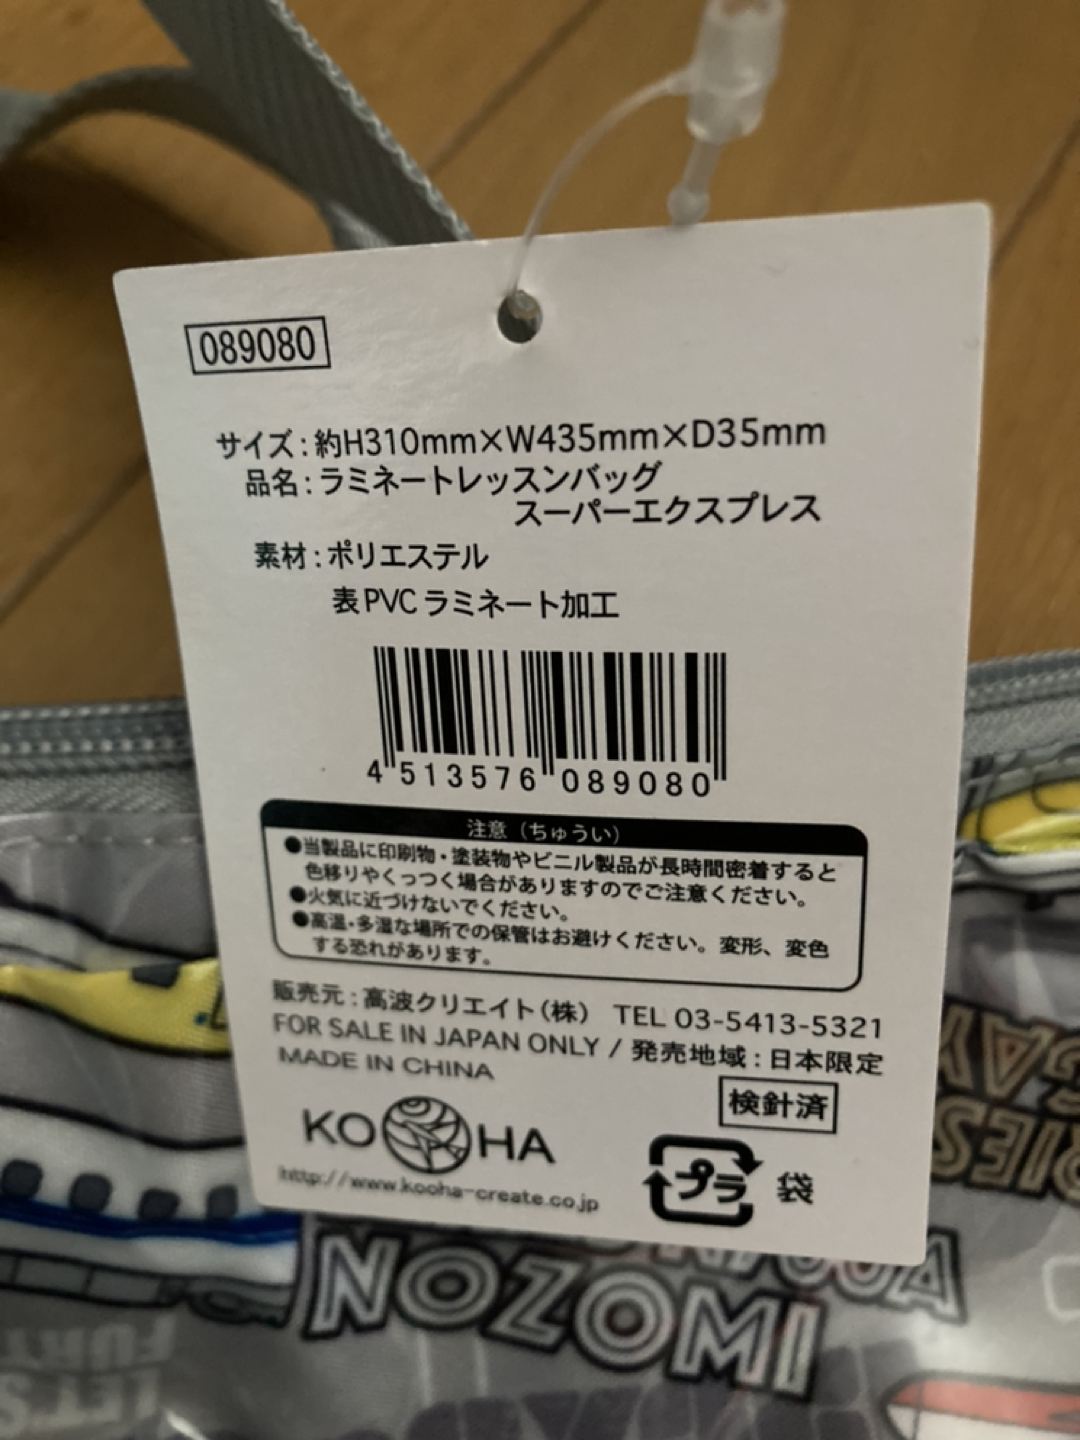 089080
サイズ：約H310mm×W435mm×D35mm
品名：ラミネートレッスンバッグ
スーパーエクスプレス
素材：ポリエステル
表PVCラミネート加工
4 513576 089080
注意（ちゅうい）
●当製品に印刷物・塗装物やビニル製品が長時間密着すると
色移りやくっつく場合がありますのでご注意ください。
●火気に近づけないでください。
●高温・多湿な場所での保管はお避けください。変形、変色
する恐れがあります。
販売元：高波クリエイト（株） TEL 03-5413-5321
FOR SALE IN JAPAN ONLY / 発売地域：日本限定
MADE IN CHINA
検針済
KOOHA
http://www.kooha-create.co.jp
プラ 袋
NOZOMI
LET'S